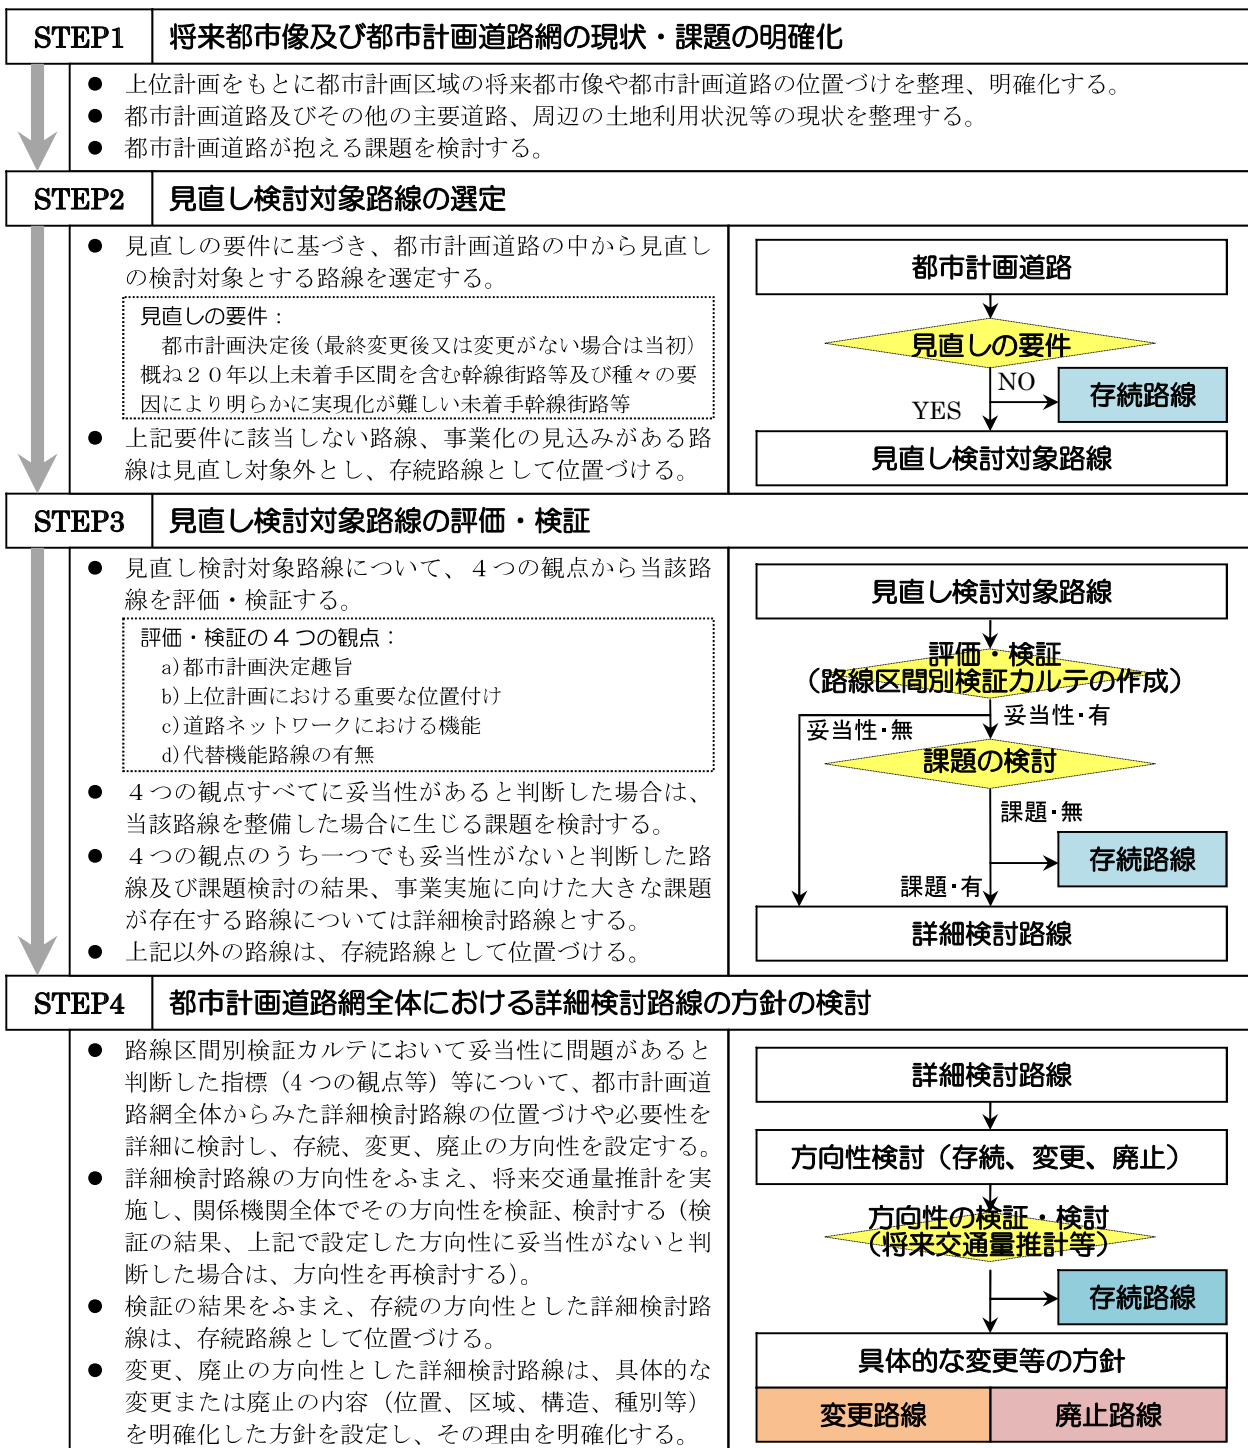 STEP1 将来都市像及び都市計画道路網の現状・課題の明確化
● 上位計画をもとに都市計画区域の将来都市像や都市計画道路の位置づけを整理、明確化する。
● 都市計画道路及びその他の主要道路、周辺の土地利用状況等の現状を整理する。
● 都市計画道路が抱える課題を検討する。
STEP2 見直し検討対象路線の選定
● 見直しの要件に基づき、都市計画道路の中から見直し
の検討対象とする路線を選定する。
見直しの要件：
都市計画決定後（最終変更後又は変更がない場合は当初）
概ね２０年以上未着手区間を含む幹線街路等及び種々の要
因により明らかに実現化が難しい未着手幹線街路等
● 上記要件に該当しない路線、事業化の見込みがある路
線は見直し対象外とし、存続路線として位置づける。
都市計画道路
見直しの要件
NO
存続路線
YES
見直し検討対象路線
STEP3 見直し検討対象路線の評価・検証
● 見直し検討対象路線について、４つの観点から当該路
線を評価・検証する。
評価・検証の４つの観点：
a)都市計画決定趣旨
b)上位計画における重要な位置付け
c)道路ネットワークにおける機能
d)代替機能路線の有無
● ４つの観点すべてに妥当性があると判断した場合は、
当該路線を整備した場合に生じる課題を検討する。
● ４つの観点のうち一つでも妥当性がないと判断した路
線及び課題検討の結果、事業実施に向けた大きな課題
が存在する路線については詳細検討路線とする。
● 上記以外の路線は、存続路線として位置づける。
見直し検討対象路線
評価・検証
（路線区間別検証カルテの作成）
妥当性・有
妥当性・無
課題の検討
課題・無
存続路線
課題・有
詳細検討路線
STEP4 都市計画道路網全体における詳細検討路線の方針の検討
● 路線区間別検証カルテにおいて妥当性に問題があると
判断した指標（4 つの観点等）等について、都市計画道
路網全体からみた詳細検討路線の位置づけや必要性を
詳細に検討し、存続、変更、廃止の方向性を設定する。
● 詳細検討路線の方向性をふまえ、将来交通量推計を実
施し、関係機関全体でその方向性を検証、検討する（検
証の結果、上記で設定した方向性に妥当性がないと判
断した場合は、方向性を再検討する）。
● 検証の結果をふまえ、存続の方向性とした詳細検討路
線は、存続路線として位置づける。
● 変更、廃止の方向性とした詳細検討路線は、具体的な
変更または廃止の内容（位置、区域、構造、種別等）
を明確化した方針を設定し、その理由を明確化する。
詳細検討路線
方向性検討（存続、変更、廃止）
方向性の検証・検討
（将来交通量推計等）
存続路線
具体的な変更等の方針
変更路線
廃止路線